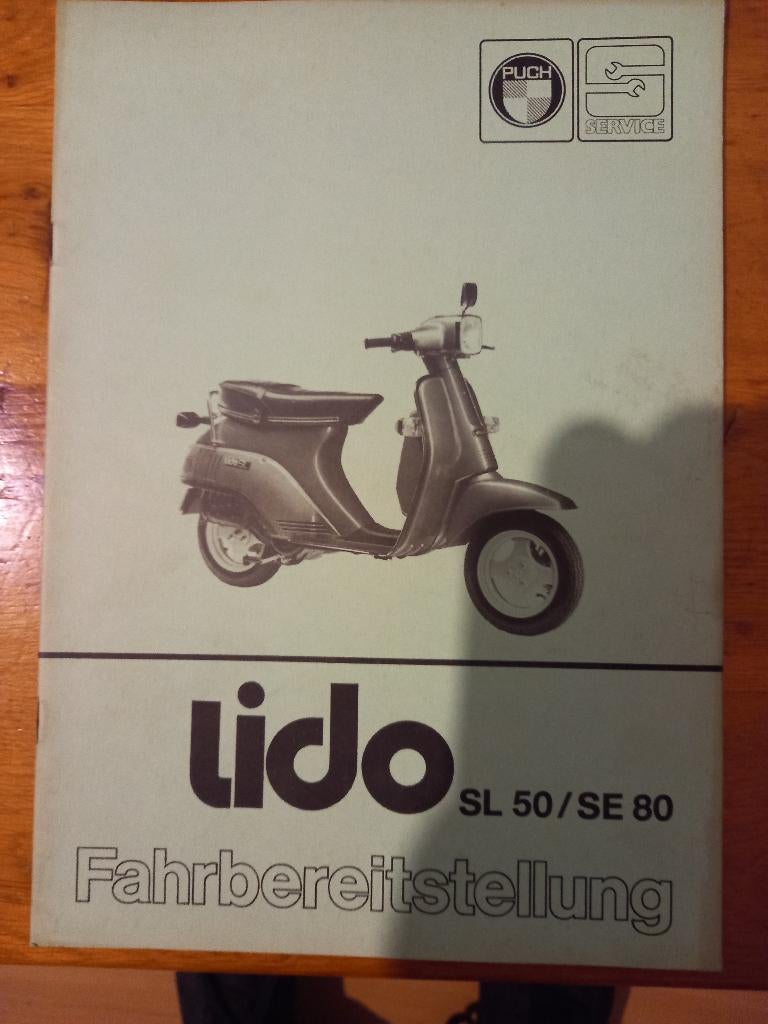 PUCH
SERVICE
Lido
SL 50/SE 80
Fahrbereitstellung